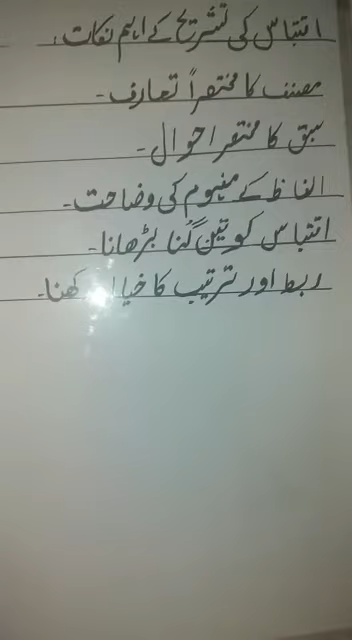 اقتباس کی تشریح کے اہم نکات:
مصنف کا مختصراً تعارف۔
سبق کا مختصر احوال۔
الفاظ کے مفہوم کی وضاحت۔
اقتباس کو تین گُنا بڑھانا۔
ربط اور ترتیب کا خیال رکھنا۔